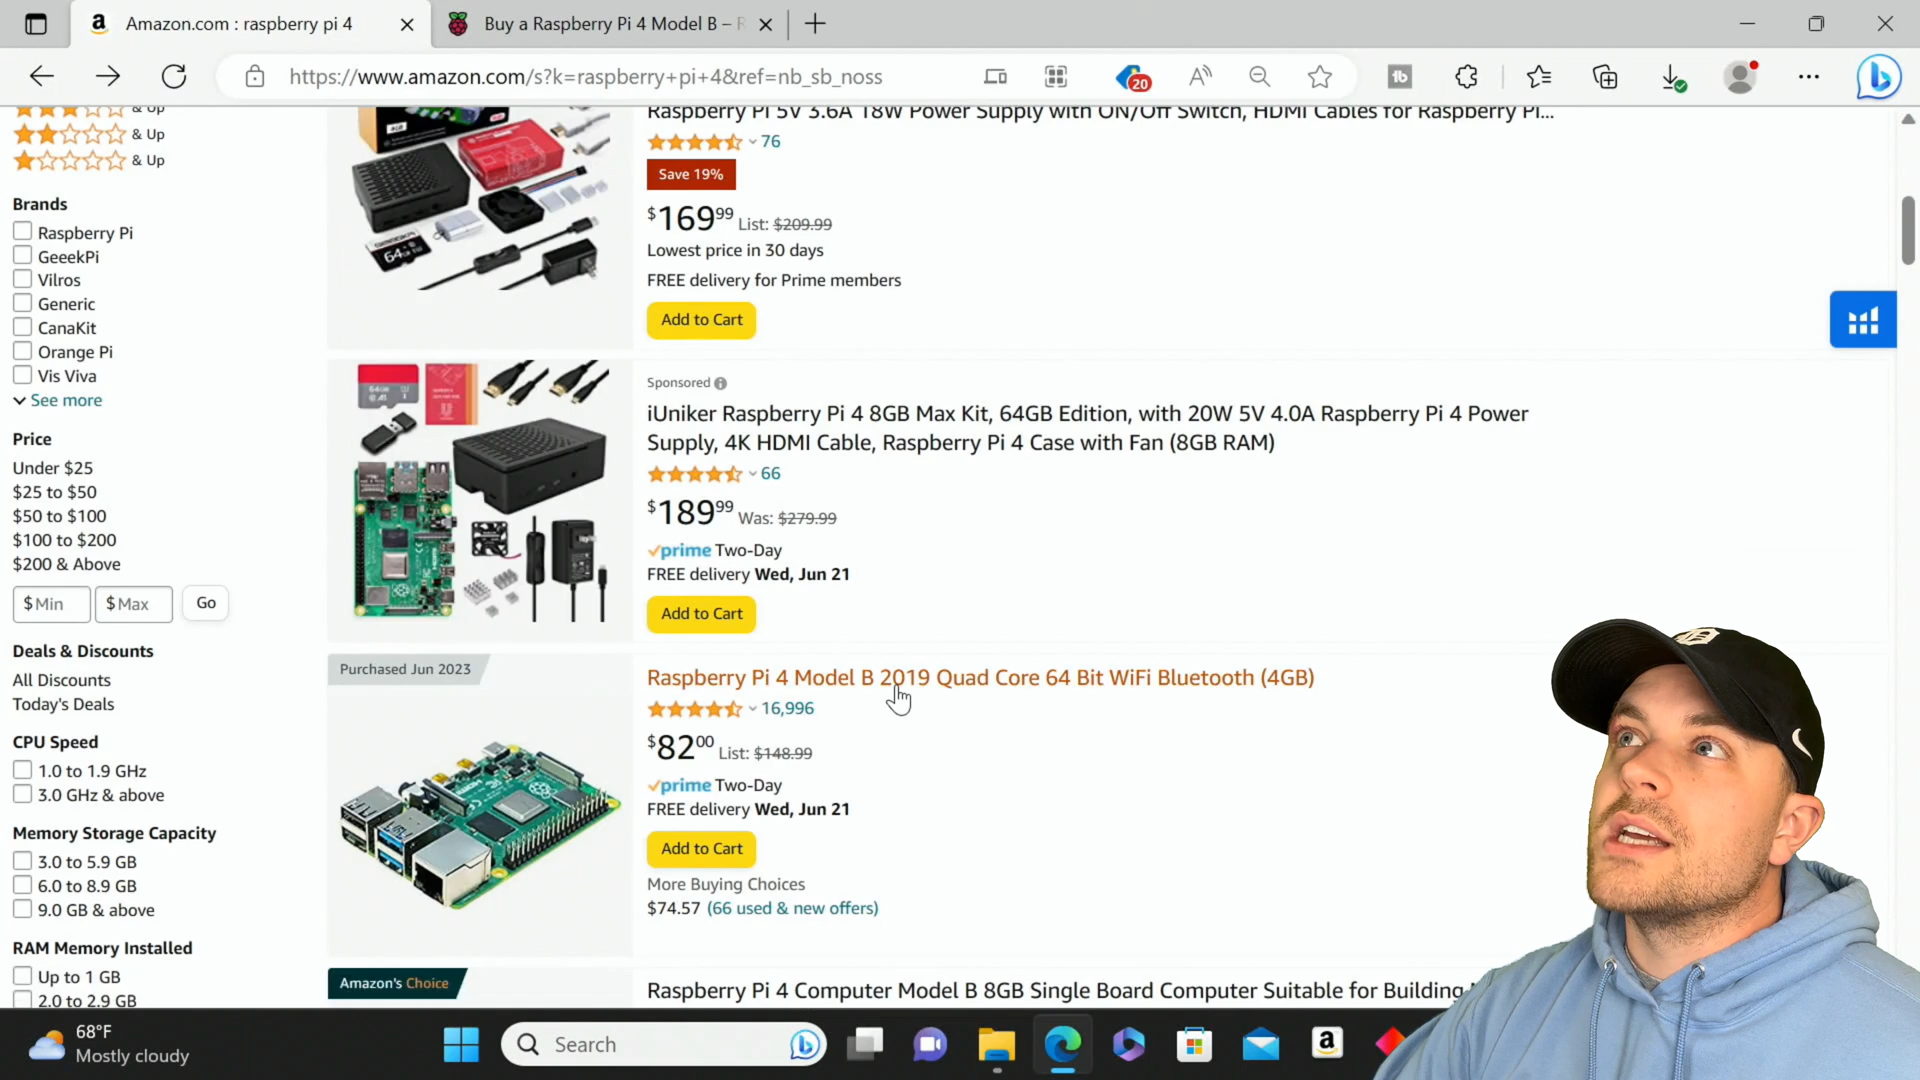 Amazon.com : raspberry pi 4
Buy a Raspberry Pi 4 Model B – R
https://www.amazon.com/s?k=raspberry+pi+4&ref=nb_sb_noss
20
& Up
& Up
& Up
Brands
Raspberry Pi
GeeekPi
Vilros
Generic
CanaKit
Orange Pi
Vis Viva
See more
Price
Under $25
$25 to $50
$50 to $100
$100 to $200
$200 & Above
$ Min
$ Max
Go
Deals & Discounts
All Discounts
Today's Deals
CPU Speed
1.0 to 1.9 GHz
3.0 GHz & above
Memory Storage Capacity
3.0 to 5.9 GB
6.0 to 8.9 GB
9.0 GB & above
RAM Memory Installed
Up to 1 GB
2.0 to 2.9 GB
Raspberry Pi 5V 3.6A 18W Power Supply with ON/Off Switch, HDMI Cables for Raspberry Pi...
76
Save 19%
$169.99 List: $209.99
Lowest price in 30 days
FREE delivery for Prime members
Add to Cart
Sponsored
iUniker Raspberry Pi 4 8GB Max Kit, 64GB Edition, with 20W 5V 4.0A Raspberry Pi 4 Power
Supply, 4K HDMI Cable, Raspberry Pi 4 Case with Fan (8GB RAM)
66
$189.99 Was: $279.99
prime Two-Day
FREE delivery Wed, Jun 21
Add to Cart
Purchased Jun 2023
Raspberry Pi 4 Model B 2019 Quad Core 64 Bit WiFi Bluetooth (4GB)
16,996
$82.00 List: $148.99
prime Two-Day
FREE delivery Wed, Jun 21
Add to Cart
More Buying Choices
$74.57 (66 used & new offers)
Amazon's Choice
Raspberry Pi 4 Computer Model B 8GB Single Board Computer Suitable for Building
68°F
Mostly cloudy
Search